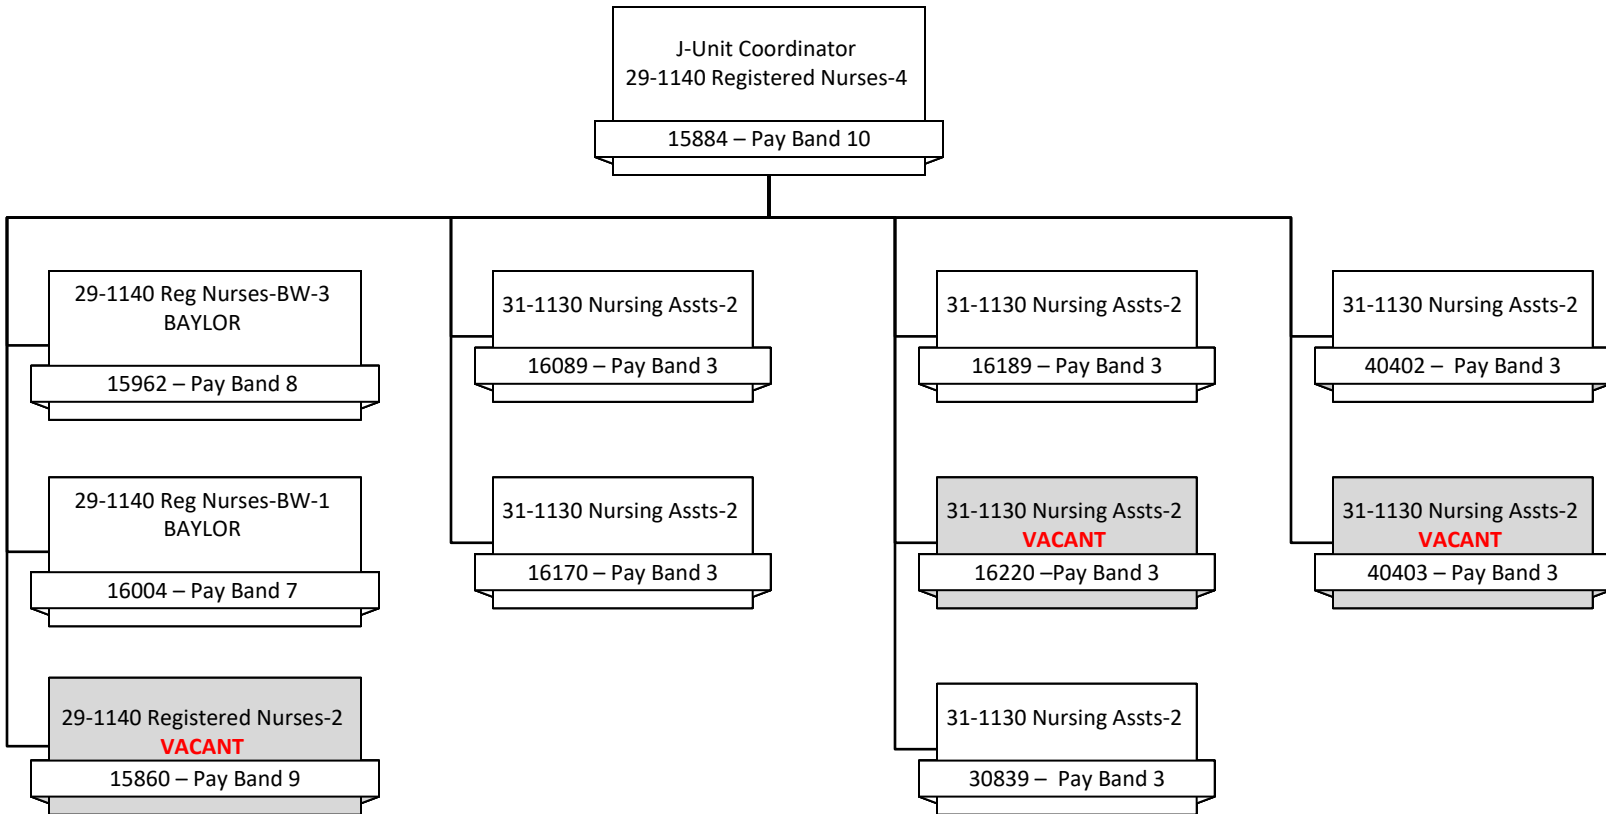 J-Unit Coordinator
29-1140 Registered Nurses-4
15884 – Pay Band 10
29-1140 Reg Nurses-BW-3
BAYLOR
15962 – Pay Band 8
29-1140 Reg Nurses-BW-1
BAYLOR
16004 – Pay Band 7
29-1140 Registered Nurses-2
VACANT
15860 – Pay Band 9
31-1130 Nursing Assts-2
16089 – Pay Band 3
31-1130 Nursing Assts-2
16170 – Pay Band 3
31-1130 Nursing Assts-2
16189 – Pay Band 3
31-1130 Nursing Assts-2
VACANT
16220 –Pay Band 3
31-1130 Nursing Assts-2
30839 –  Pay Band 3
31-1130 Nursing Assts-2
40402 –  Pay Band 3
31-1130 Nursing Assts-2
VACANT
40403 – Pay Band 3